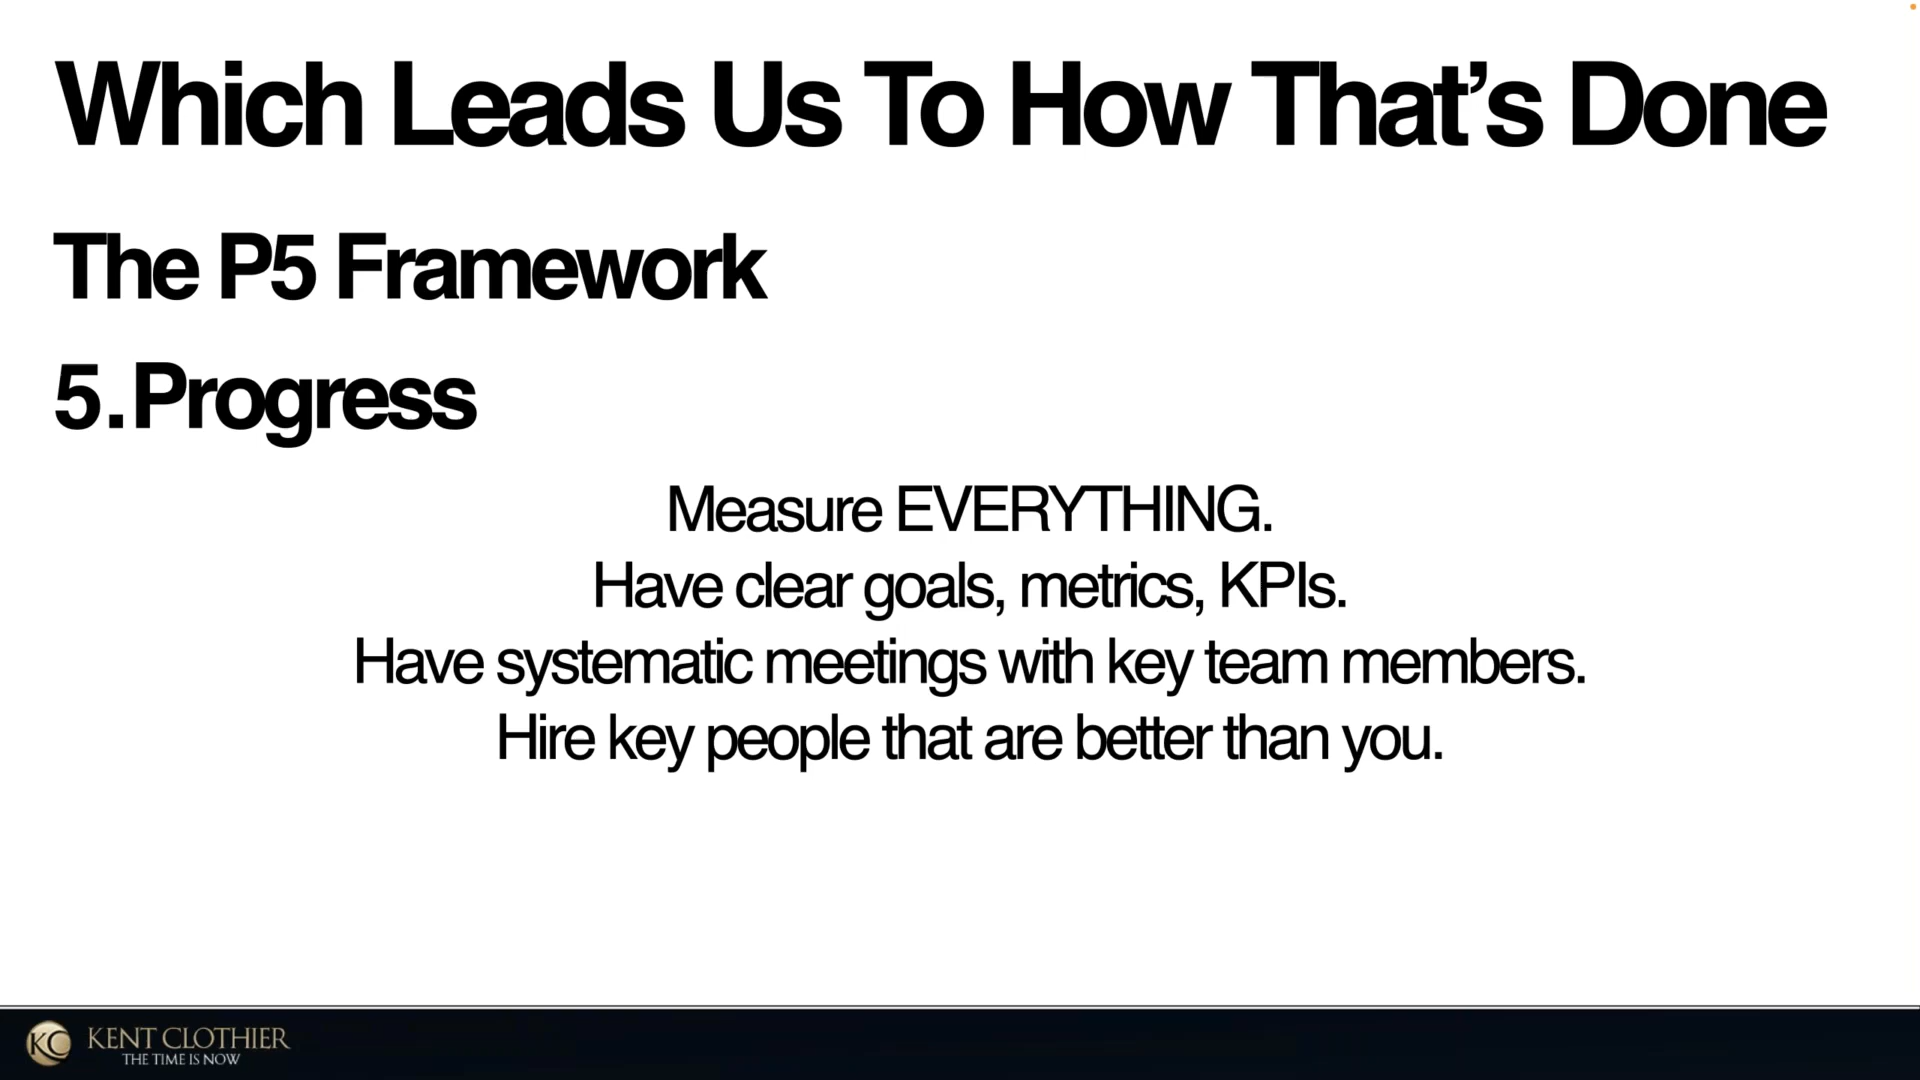 Which Leads Us To How That’s Done
The P5 Framework
5. Progress
Measure EVERYTHING.
Have clear goals, metrics, KPIs.
Have systematic meetings with key team members.
Hire key people that are better than you.
KC
KENT CLOTHIER
THE TIME IS NOW